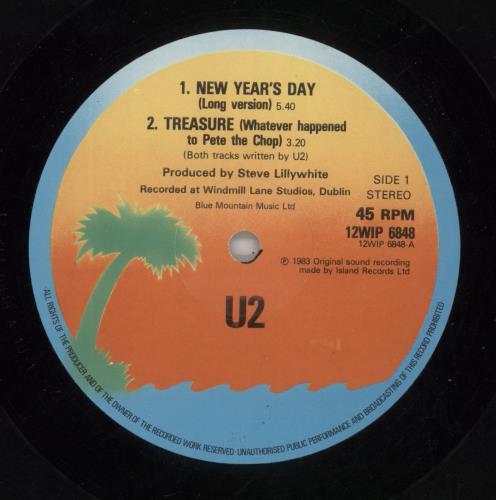 1. NEW YEAR'S DAY
(Long version) 5.40
2. TREASURE (Whatever happened
to Pete the Chop) 3.20
(Both tracks written by U2)
Produced by Steve Lillywhite
Recorded at Windmill Lane Studios, Dublin
Blue Mountain Music Ltd
SIDE 1
STEREO
45 RPM
12WIP 6848
12WIP 6848-A
℗ 1983 Original sound recording
made by Island Records Ltd
U2
·ALL RIGHTS OF THE PRODUCER AND OF THE OWNER OF THE RECORDED WORK RESERVED·UNAUTHORISED PUBLIC PERFORMANCE AND BROADCASTING OF THIS RECORD PROHIBITED·